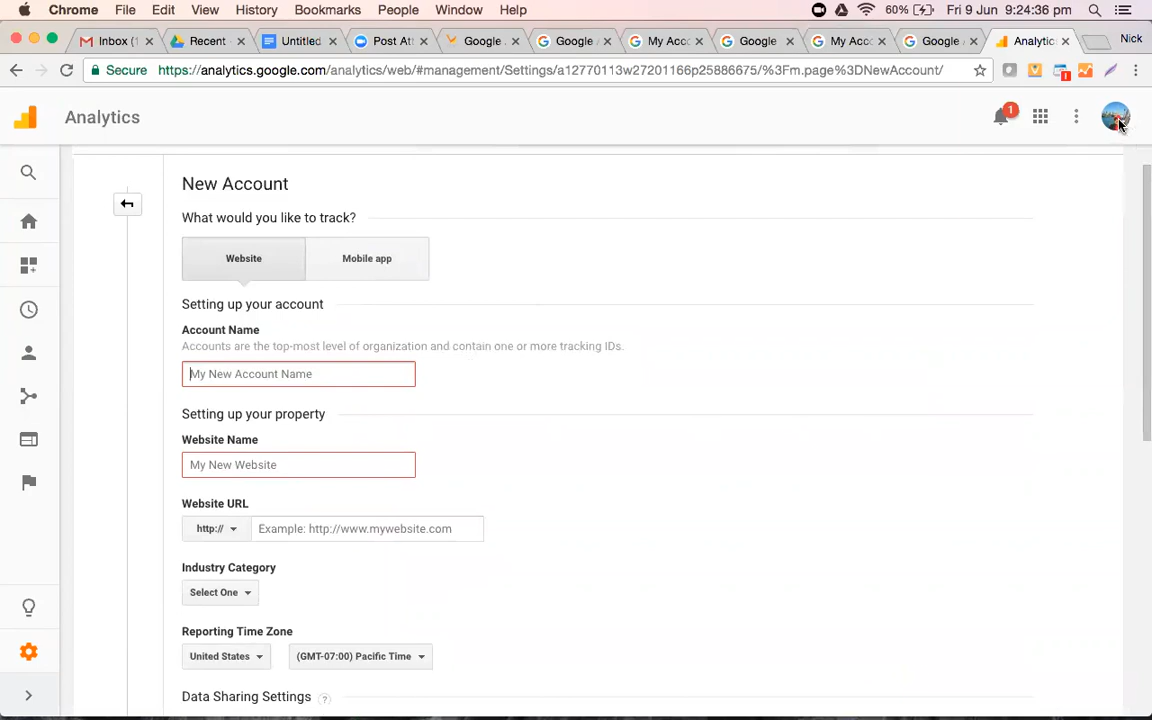 Chrome File Edit View History Bookmarks People Window Help 60% Fri 9 Jun 9:24:36 pm
Inbox (1 Recent Untitled Post Att Google Google My Acc Google My Acc Google Analytic Nick
Secure https://analytics.google.com/analytics/web/#management/Settings/a12770113w27201166p25886675/%3Fm.page%3DNewAccount/
1
Analytics 1
New Account
What would you like to track?
Website Mobile app
Setting up your account
Account Name
Accounts are the top-most level of organization and contain one or more tracking IDs.
My New Account Name
Setting up your property
Website Name
My New Website
Website URL
http:// Example: http://www.mywebsite.com
Industry Category
Select One
Reporting Time Zone
United States (GMT-07:00) Pacific Time
Data Sharing Settings ?